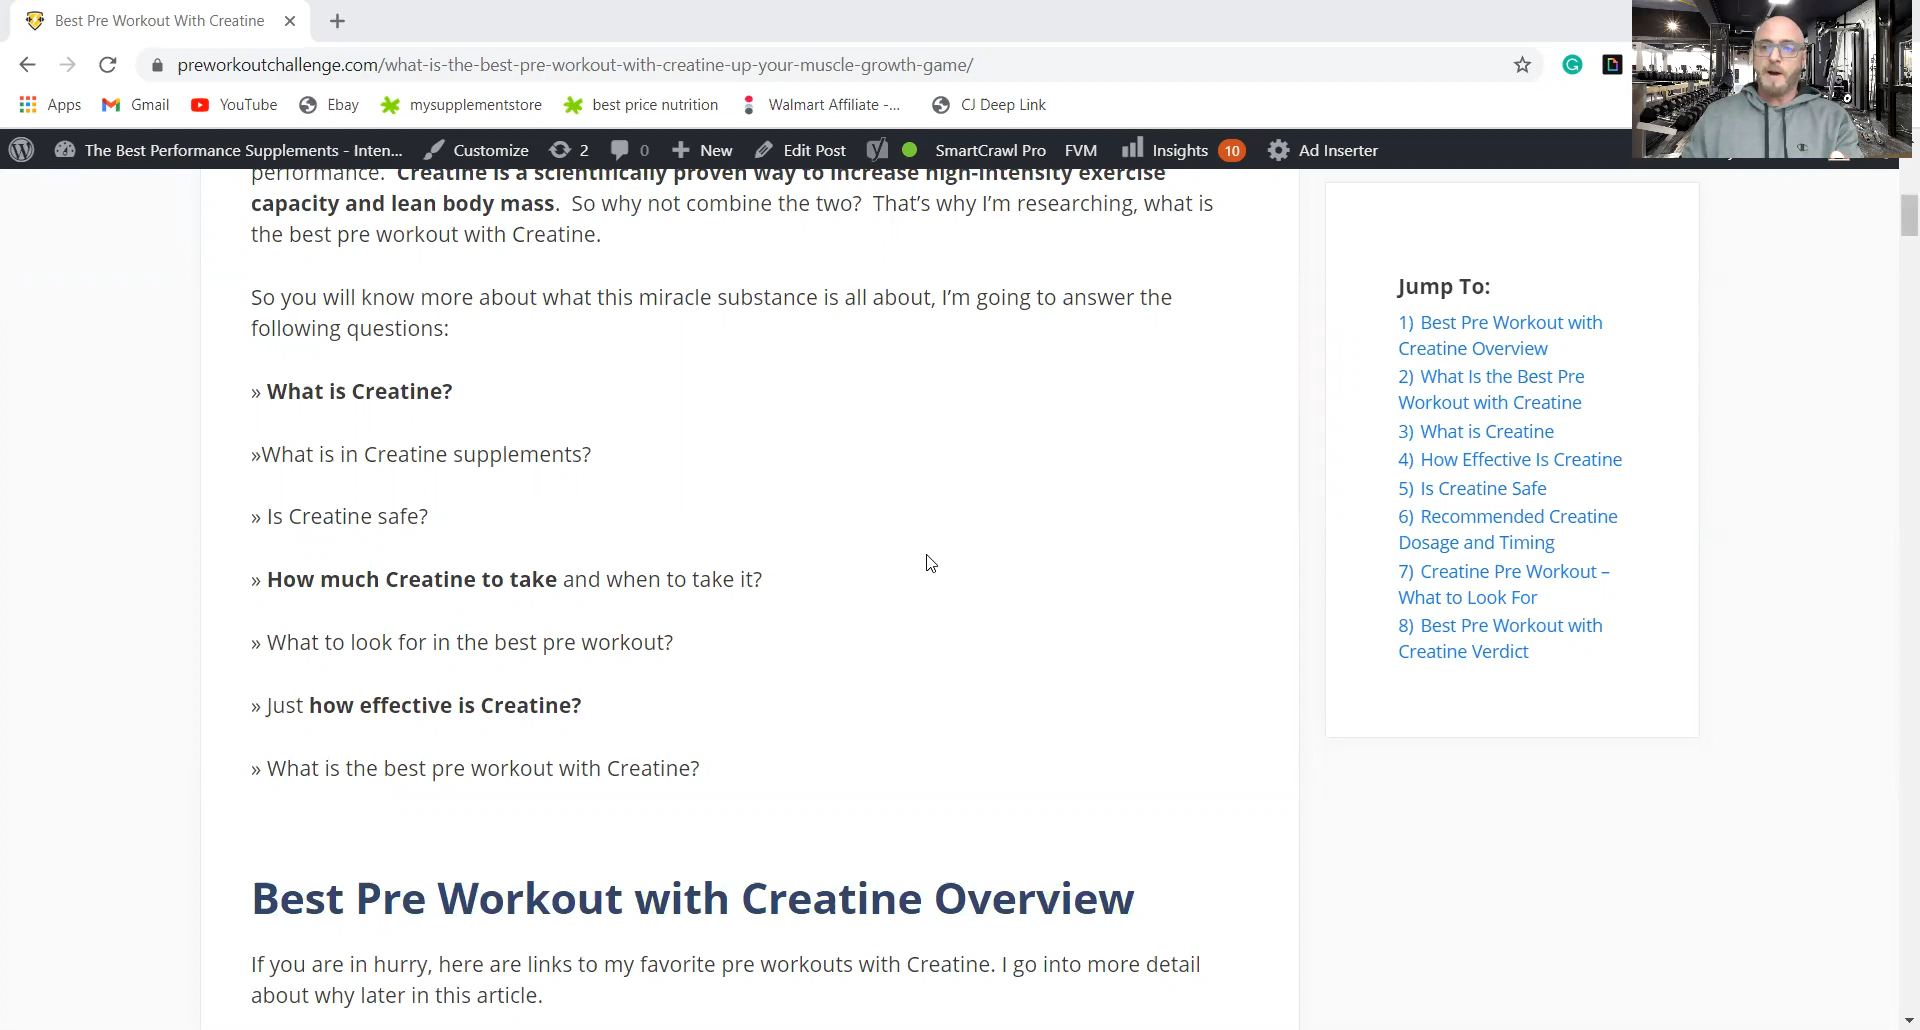 Best Pre Workout With Creatine
preworkoutchallenge.com/what-is-the-best-pre-workout-with-creatine-up-your-muscle-growth-game/
Apps Gmail YouTube Ebay mysupplementstore best price nutrition Walmart Affiliate -... CJ Deep Link
The Best Performance Supplements - Inten... Customize 2 0 New Edit Post SmartCrawl Pro FVM Insights 10 Ad Inserter
performance. Creatine is a scientifically proven way to increase high-intensity exercise
capacity and lean body mass. So why not combine the two? That's why I'm researching, what is
the best pre workout with Creatine.
So you will know more about what this miracle substance is all about, I'm going to answer the
following questions:
» What is Creatine?
»What is in Creatine supplements?
» Is Creatine safe?
» How much Creatine to take and when to take it?
» What to look for in the best pre workout?
» Just how effective is Creatine?
» What is the best pre workout with Creatine?
Best Pre Workout with Creatine Overview
If you are in hurry, here are links to my favorite pre workouts with Creatine. I go into more detail
about why later in this article.
Jump To:
1) Best Pre Workout with
Creatine Overview
2) What Is the Best Pre
Workout with Creatine
3) What is Creatine
4) How Effective Is Creatine
5) Is Creatine Safe
6) Recommended Creatine
Dosage and Timing
7) Creatine Pre Workout –
What to Look For
8) Best Pre Workout with
Creatine Verdict